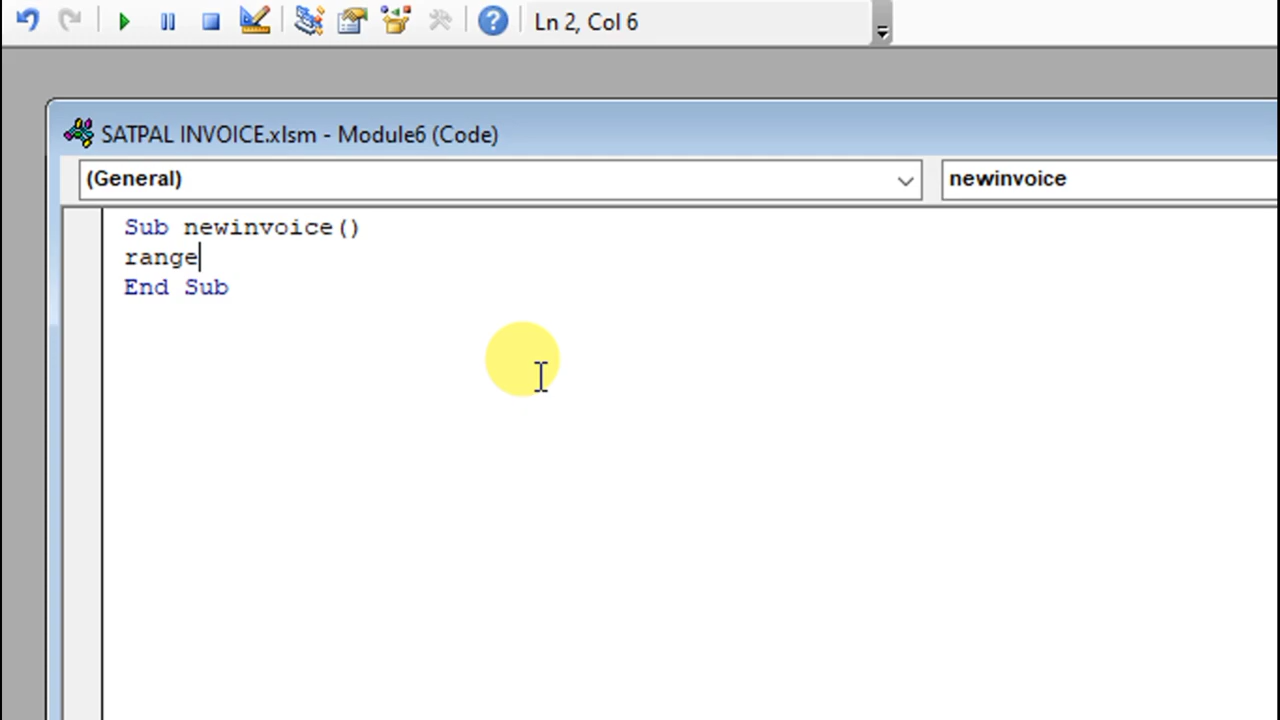 Ln 2, Col 6
SATPAL INVOICE.xlsm - Module6 (Code)
(General)
newinvoice
Sub newinvoice()
range
End Sub